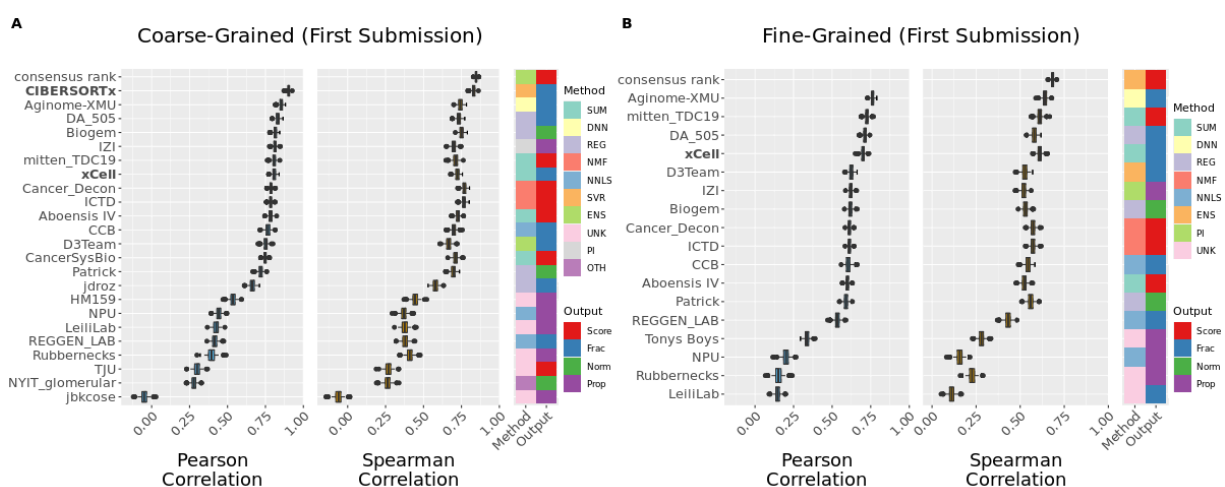 A
Coarse-Grained (First Submission)
consensus rank
CIBERSORTx
Aginome-XMU
DA_505
Biogem
IZI
mitten_TDC19
xCell
Cancer_Decon
ICTD
Aboensis IV
CCB
D3Team
CancerSysBio
Patrick
jdroz
HM159
NPU
LeiliLab
REGGEN_LAB
Rubbernecks
TJU
NYIT_glomerular
jbkcose
0.00
0.25
0.50
0.75
1.00
Pearson
Correlation
0.00
0.25
0.50
0.75
1.00
Spearman
Correlation
Method
Output
Method
SUM
DNN
REG
NMF
NNLS
SVR
ENS
UNK
PI
OTH
Output
Score
Frac
Norm
Prop
B
Fine-Grained (First Submission)
consensus rank
Aginome-XMU
mitten_TDC19
DA_505
xCell
D3Team
IZI
Biogem
Cancer_Decon
ICTD
CCB
Aboensis IV
Patrick
REGGEN_LAB
Tonys Boys
NPU
Rubbernecks
LeiliLab
0.00
0.25
0.50
0.75
1.00
Pearson
Correlation
0.00
0.25
0.50
0.75
1.00
Spearman
Correlation
Method
Output
Method
SUM
DNN
REG
NMF
NNLS
ENS
PI
UNK
Output
Score
Frac
Norm
Prop